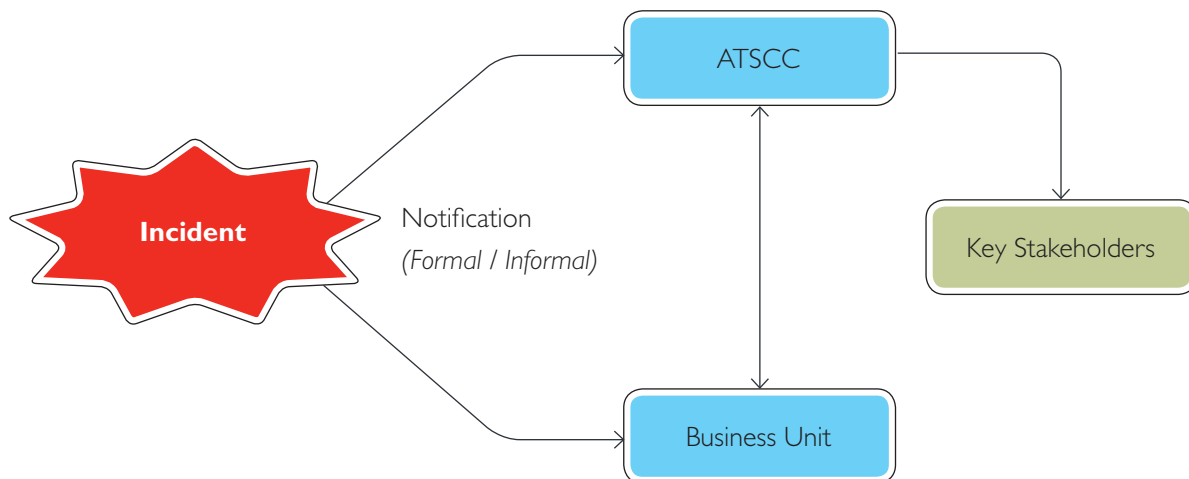 ATSCC
Incident
Notification
(Formal / Informal)
Key Stakeholders
Business Unit